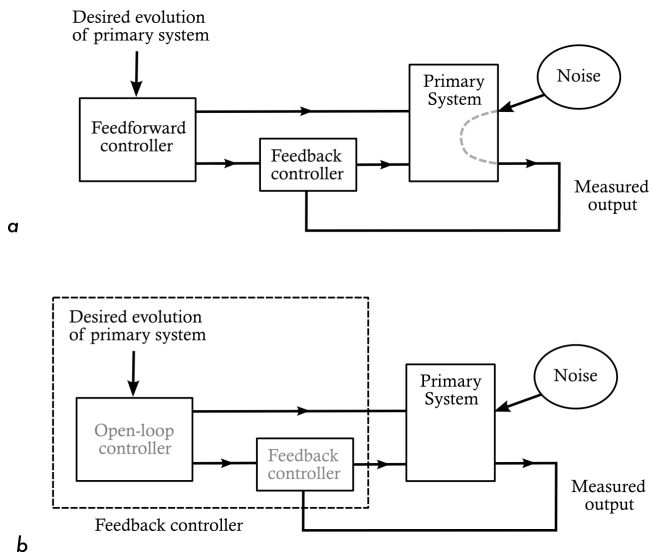 Desired evolution
of primary system
Feedforward
controller
Feedback
controller
Primary
System
Noise
Measured
output
a
Desired evolution
of primary system
Open-loop
controller
Feedback
controller
Primary
System
Noise
Measured
output
Feedback controller
b